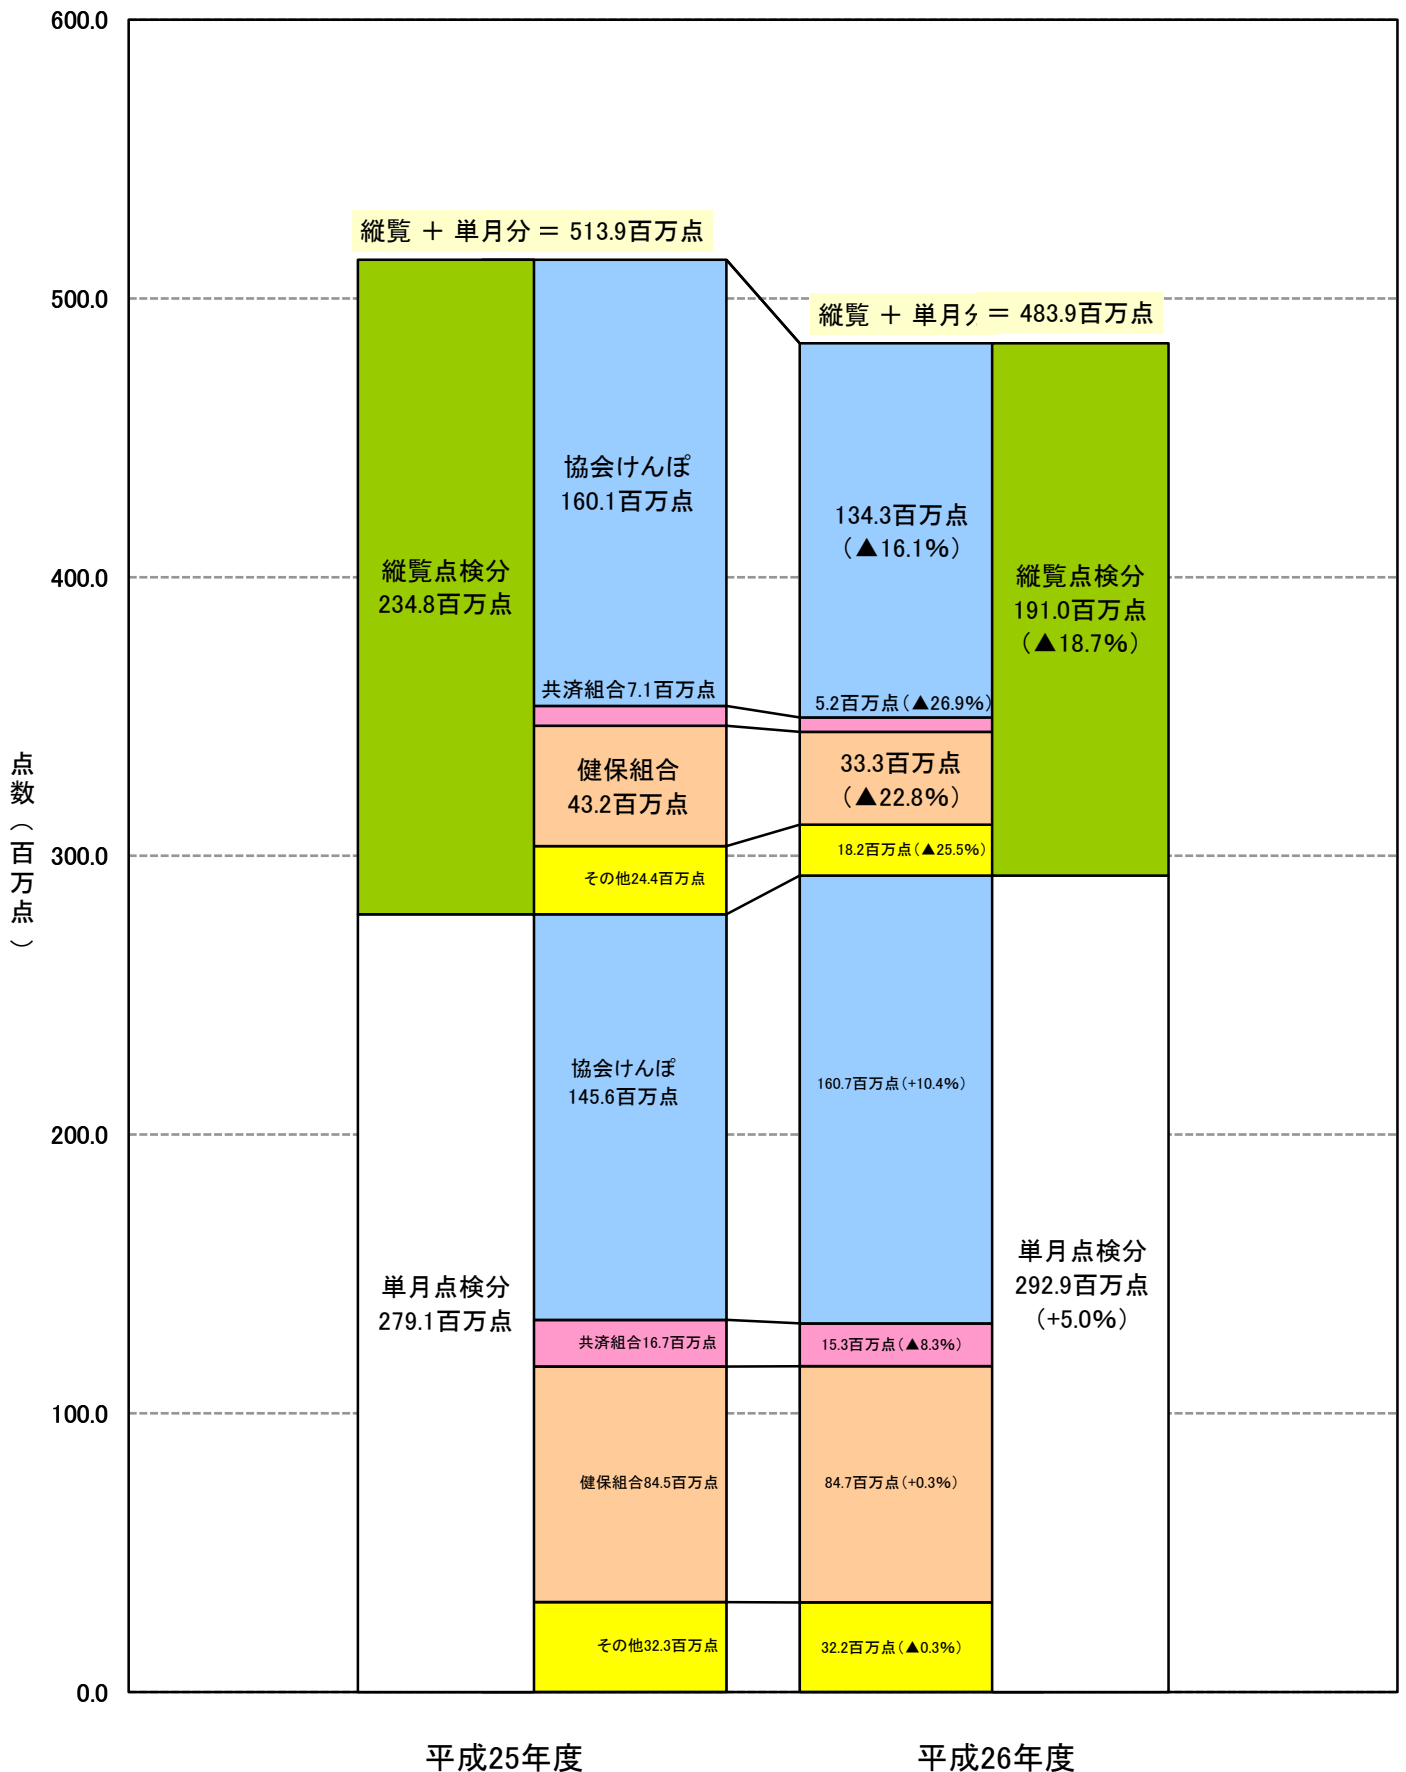 600.0
500.0
400.0
300.0
200.0
100.0
0.0
点数（百万点）
縦覧 ＋ 単月分 ＝ 513.9百万点
縦覧点検分
234.8百万点
単月点検分
279.1百万点
協会けんぽ
160.1百万点
共済組合7.1百万点
健保組合
43.2百万点
その他24.4百万点
協会けんぽ
145.6百万点
共済組合16.7百万点
健保組合84.5百万点
その他32.3百万点
縦覧 ＋ 単月分 ＝ 483.9百万点
134.3百万点
（▲16.1%）
5.2百万点（▲26.9%）
33.3百万点
（▲22.8%）
18.2百万点（▲25.5%）
160.7百万点（+10.4%）
15.3百万点（▲8.3%）
84.7百万点（+0.3%）
32.2百万点（▲0.3%）
縦覧点検分
191.0百万点
（▲18.7%）
単月点検分
292.9百万点
（+5.0%）
平成25年度
平成26年度